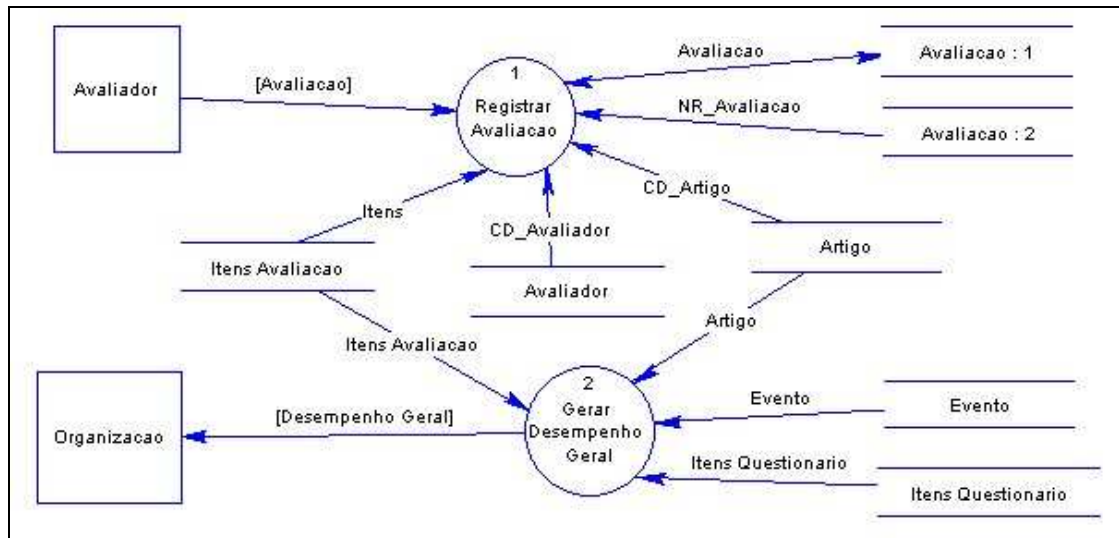 Avaliador
[Avaliacao]
1
Registrar
Avaliacao
Avaliacao
Avaliacao : 1
NR_Avaliacao
Avaliacao : 2
Itens
CD_Avaliador
CD_Artigo
Itens Avaliacao
Avaliador
Artigo
Itens Avaliacao
Artigo
Organizacao
[Desempenho Geral]
2
Gerar
Desempenho
Geral
Evento
Evento
Itens Questionario
Itens Questionario